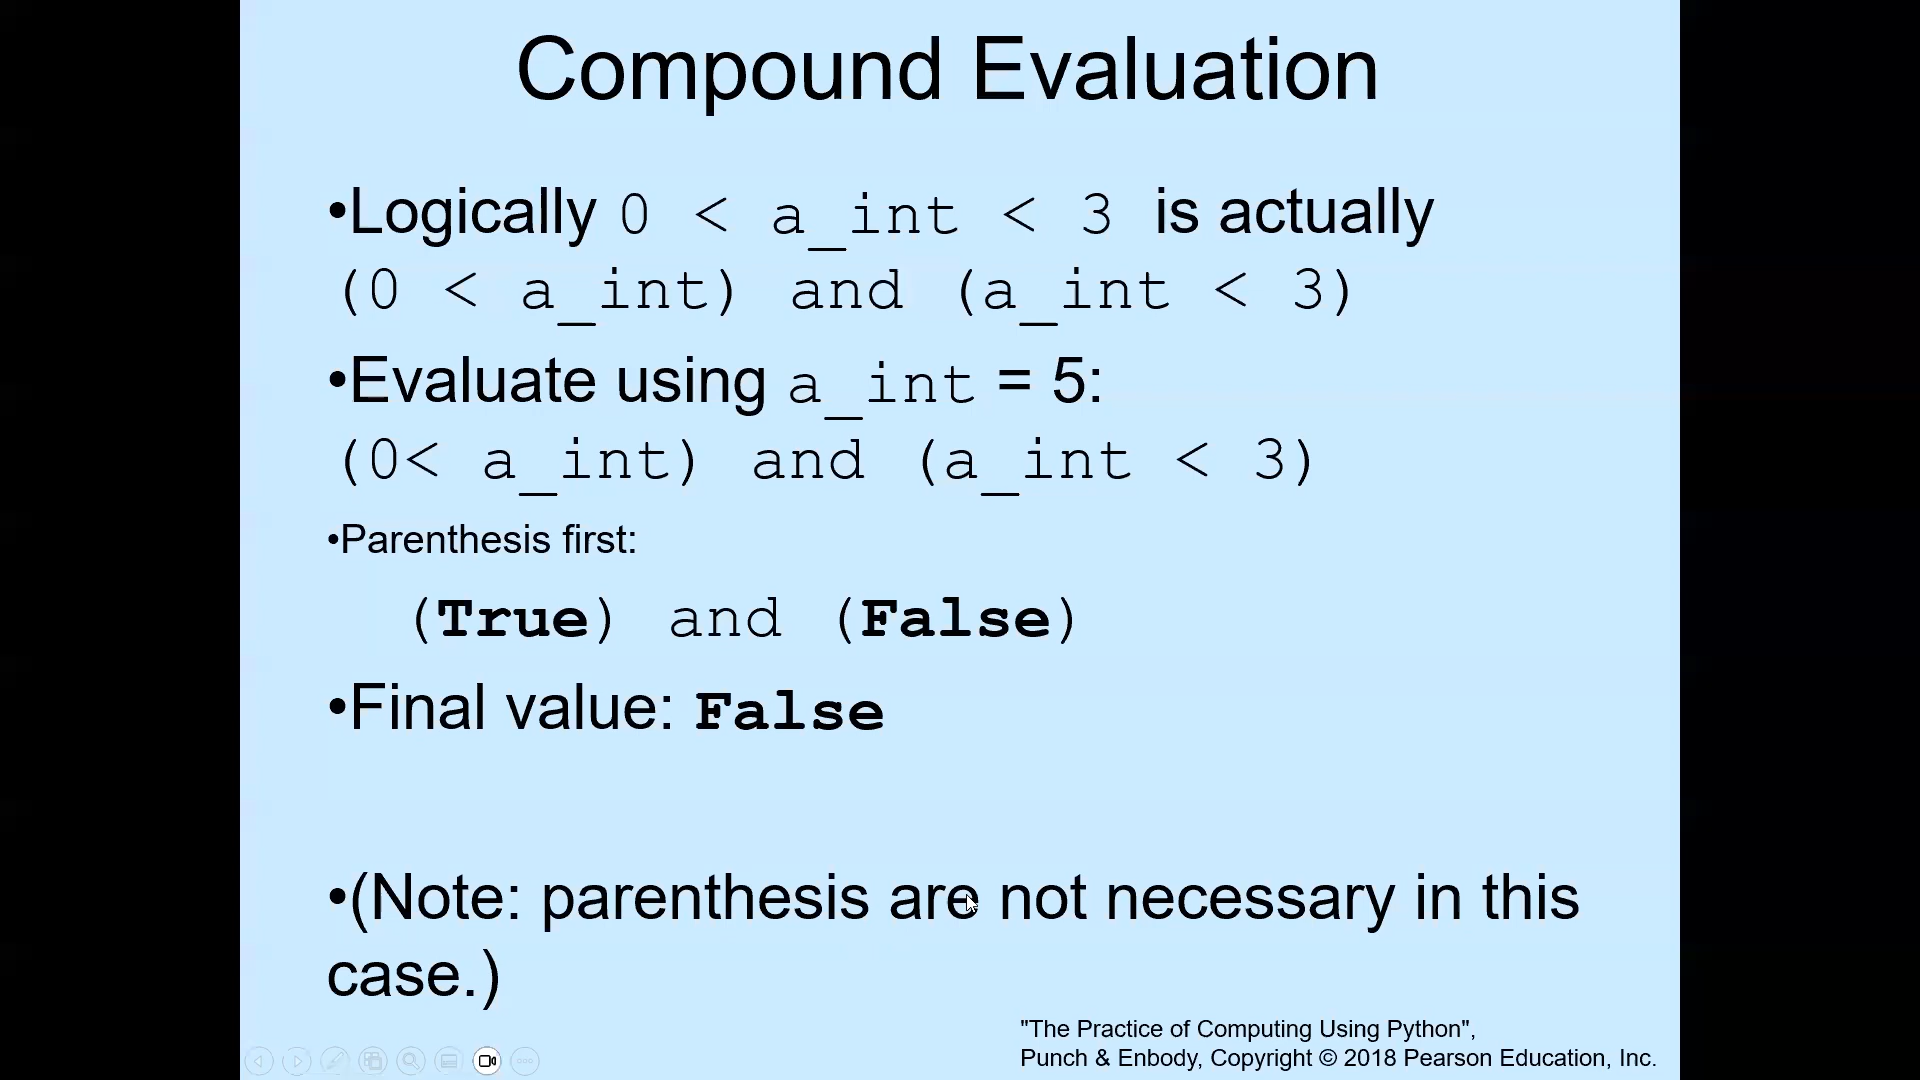 Compound Evaluation
•Logically 0 < a_int < 3 is actually
(0 < a_int) and (a_int < 3)
•Evaluate using a_int = 5:
(0< a_int) and (a_int < 3)
•Parenthesis first:
(True) and (False)
•Final value: False
•(Note: parenthesis are not necessary in this
case.)
"The Practice of Computing Using Python",
Punch & Enbody, Copyright © 2018 Pearson Education, Inc.